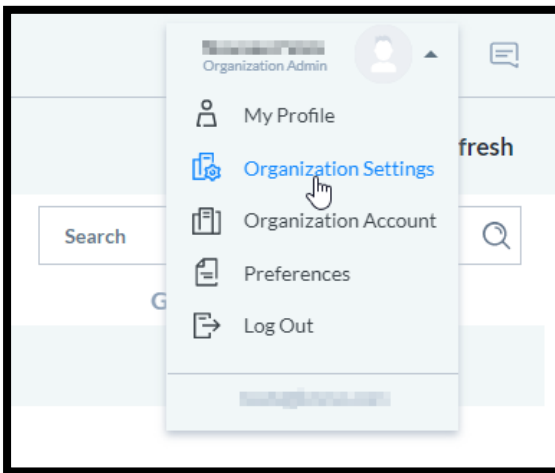 Organization Admin
My Profile
fresh
Organization Settings
Search
Organization Account
Preferences
G
Log Out